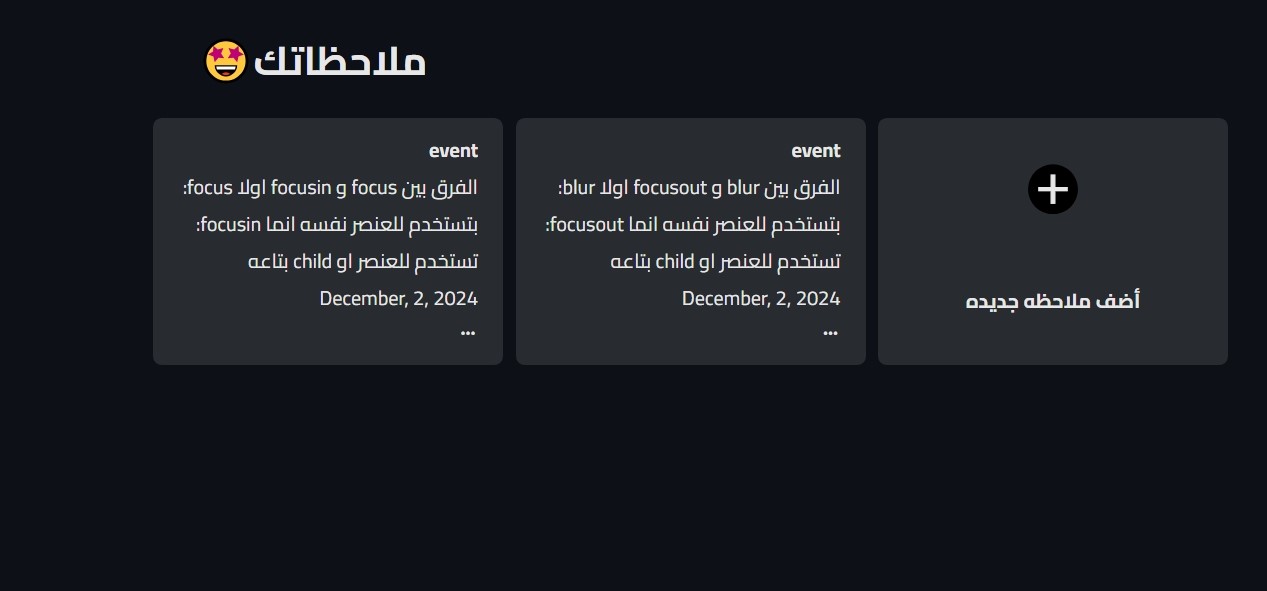 ملاحظاتك 🤩
أضف ملاحظه جديده
event
الفرق بين blur و focusout اولا blur:
بتستخدم للعنصر نفسه انما focusout:
تستخدم للعنصر او child بتاعه
December, 2, 2024
...
event
الفرق بين focus و focusin اولا focus:
بتستخدم للعنصر نفسه انما focusin:
تستخدم للعنصر او child بتاعه
December, 2, 2024
...